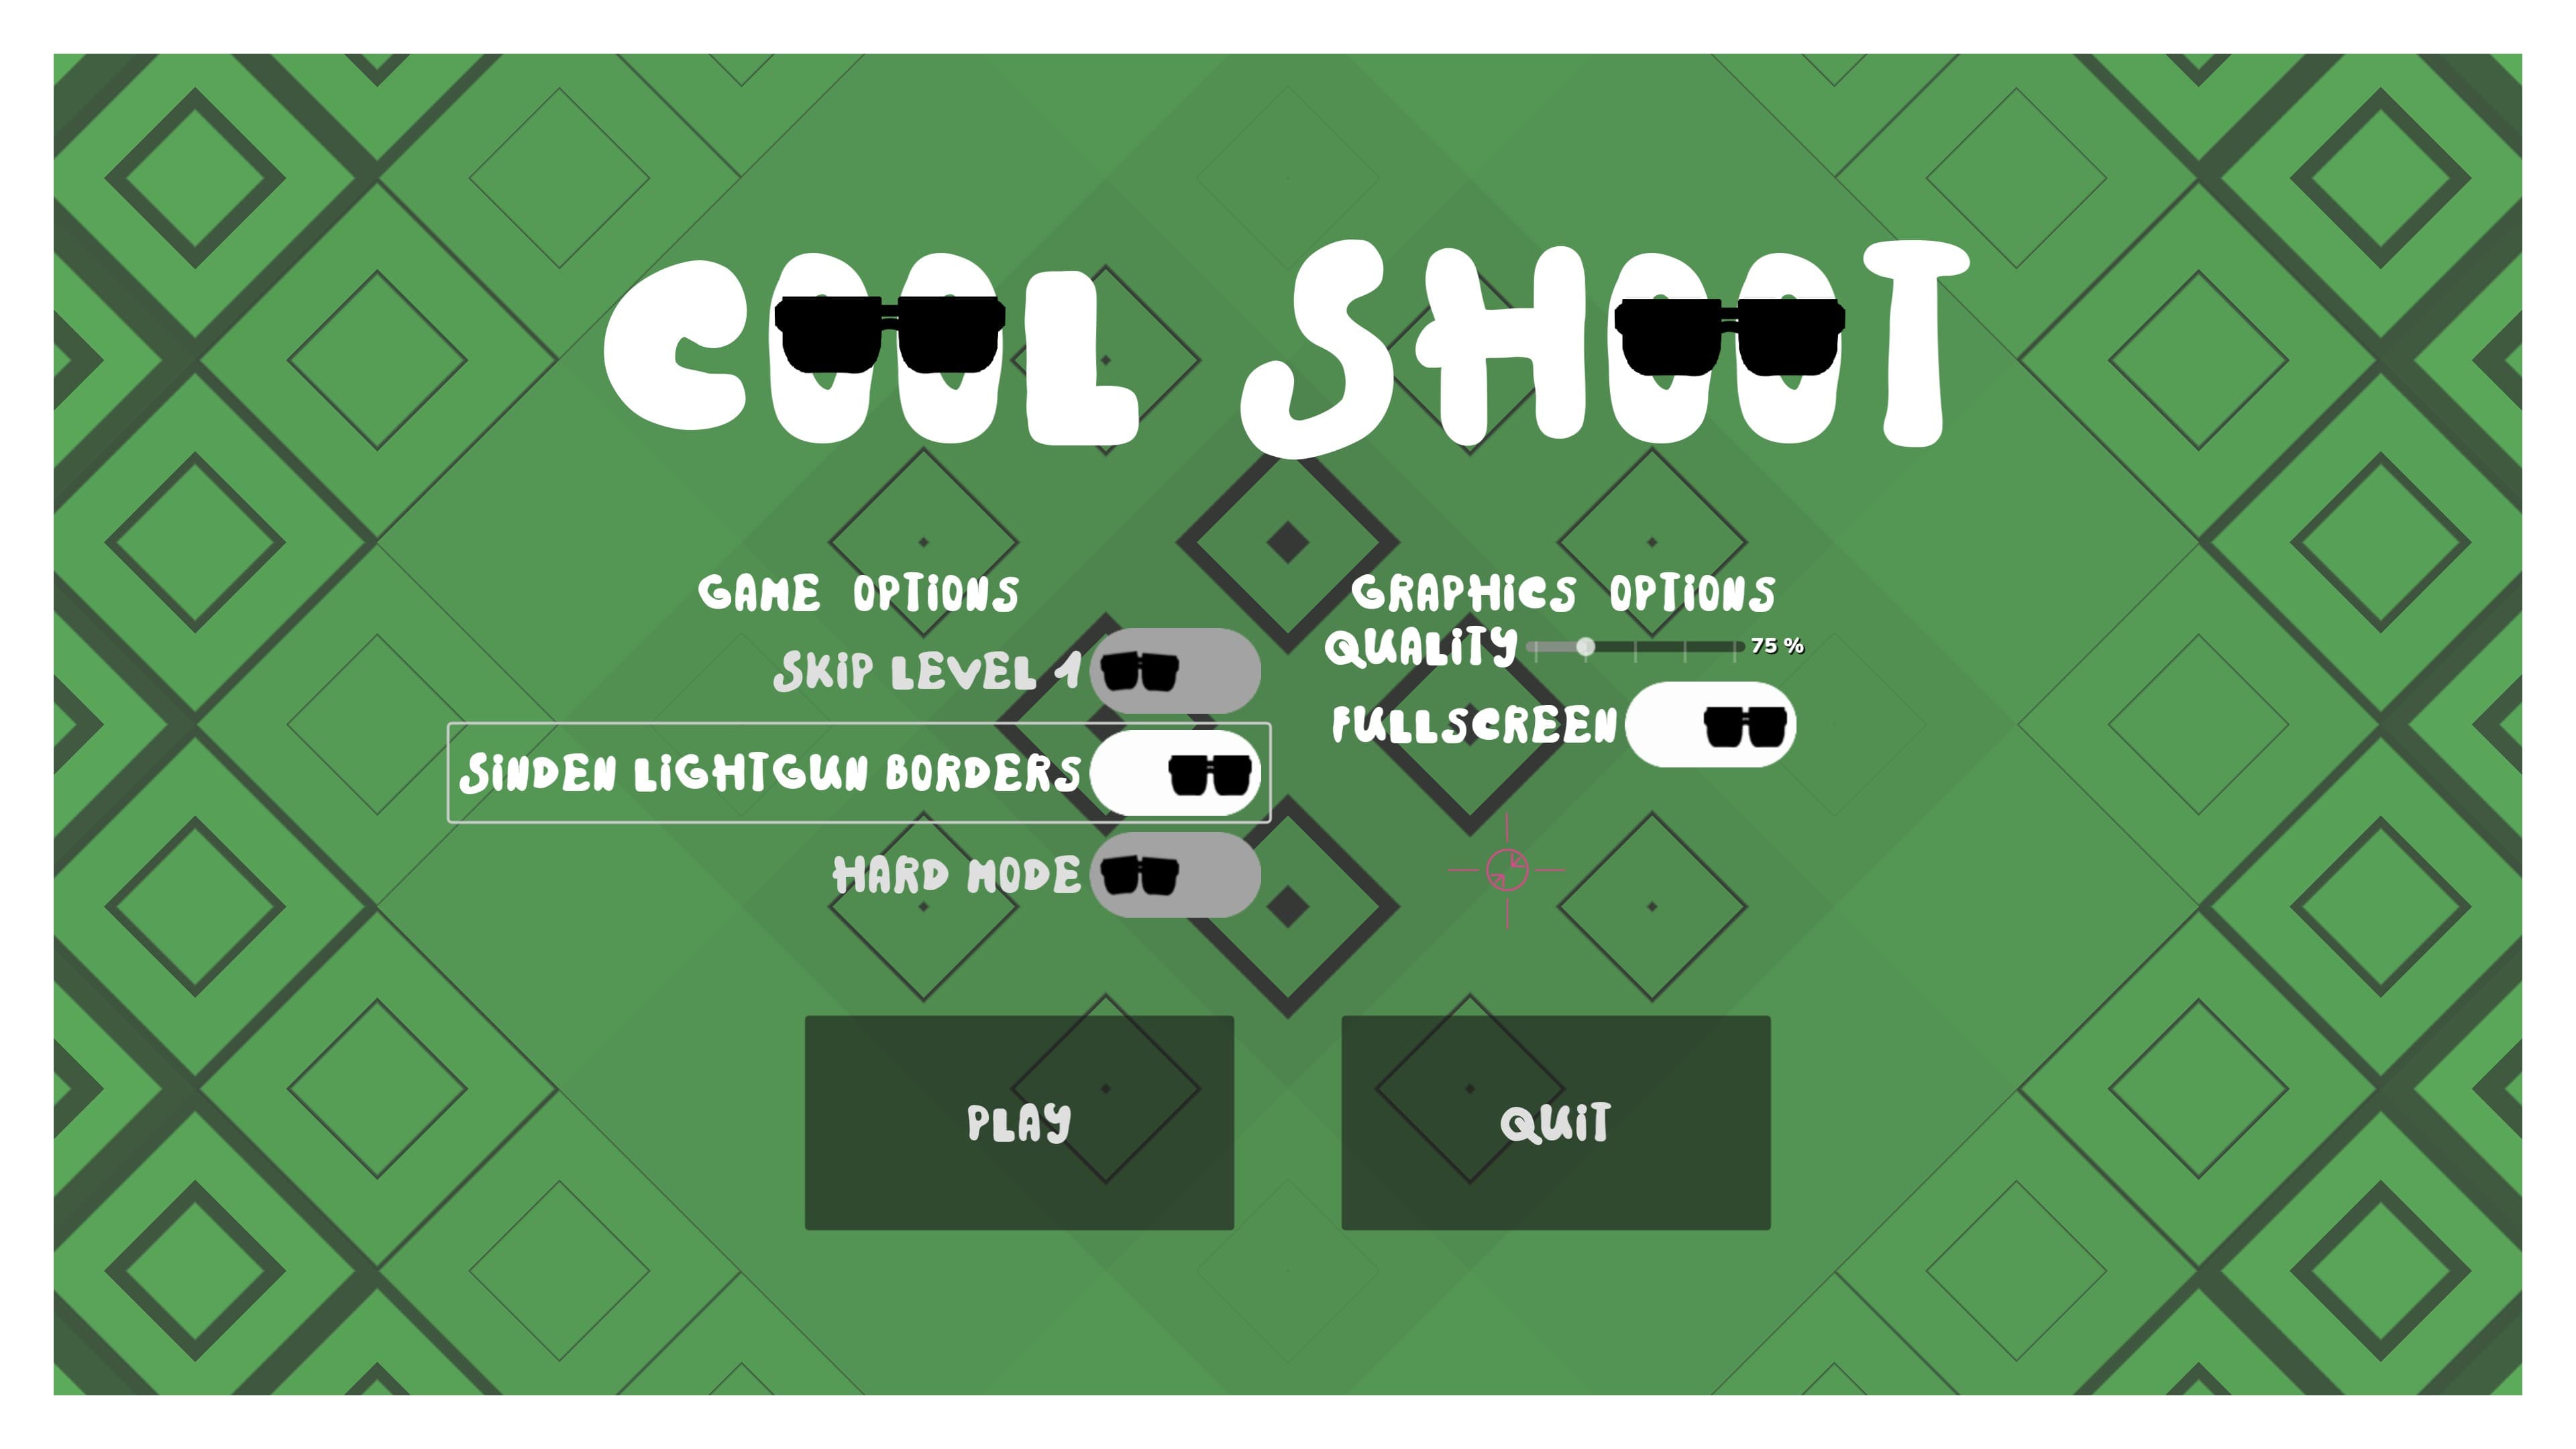 COOL SHOOT
GAME OPTIONS
SKIP LEVEL 1
SINDEN LIGHTGUN BORDERS
HARD MODE
GRAPHICS OPTIONS
QUALITY 75 %
FULLSCREEN
PLAY
QUIT